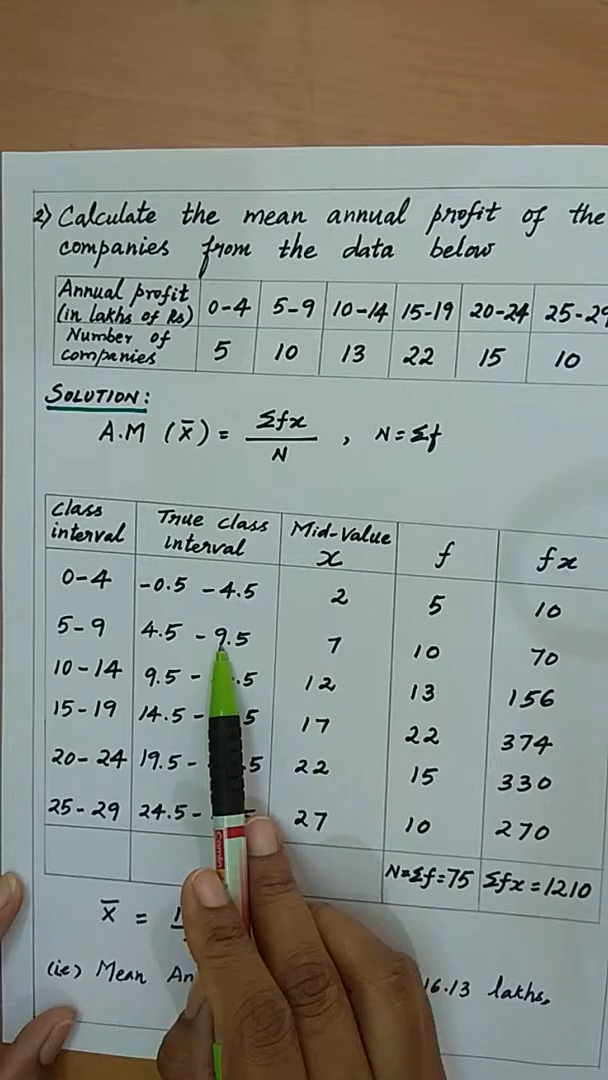 2) Calculate the mean annual profit of the
companies from the data below
Annual profit (in lakhs of Rs) 0-4 5-9 10-14 15-19 20-24 25-29
Number of companies 5 10 13 22 15 10
SOLUTION:
A.M (x̄) = Σfx / N , N = Σf
Class interval True class interval Mid-Value x f fx
0-4 -0.5 - 4.5 2 5 10
5-9 4.5 - 9.5 7 10 70
10-14 9.5 - .5 12 13 156
15-19 14.5 - 5 17 22 374
20-24 19.5 - .5 22 15 330
25-29 24.5 - 27 10 270
N=Σf=75 Σfx = 1210
x̄ =
(ie) Mean An 16.13 lakhs,